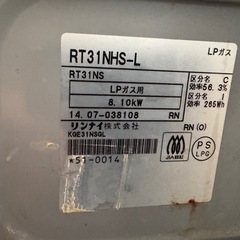 LPガス
RT31NHS-L
RT31NS
区分名 C
効率56.3%
LPガス用
区分名 I
8.10kW
効率 265Wh
14.07-038108 RN
リンナイ株式会社
RN (O)
KGE31NSGL
JIA
PS
LPG
*51-0014